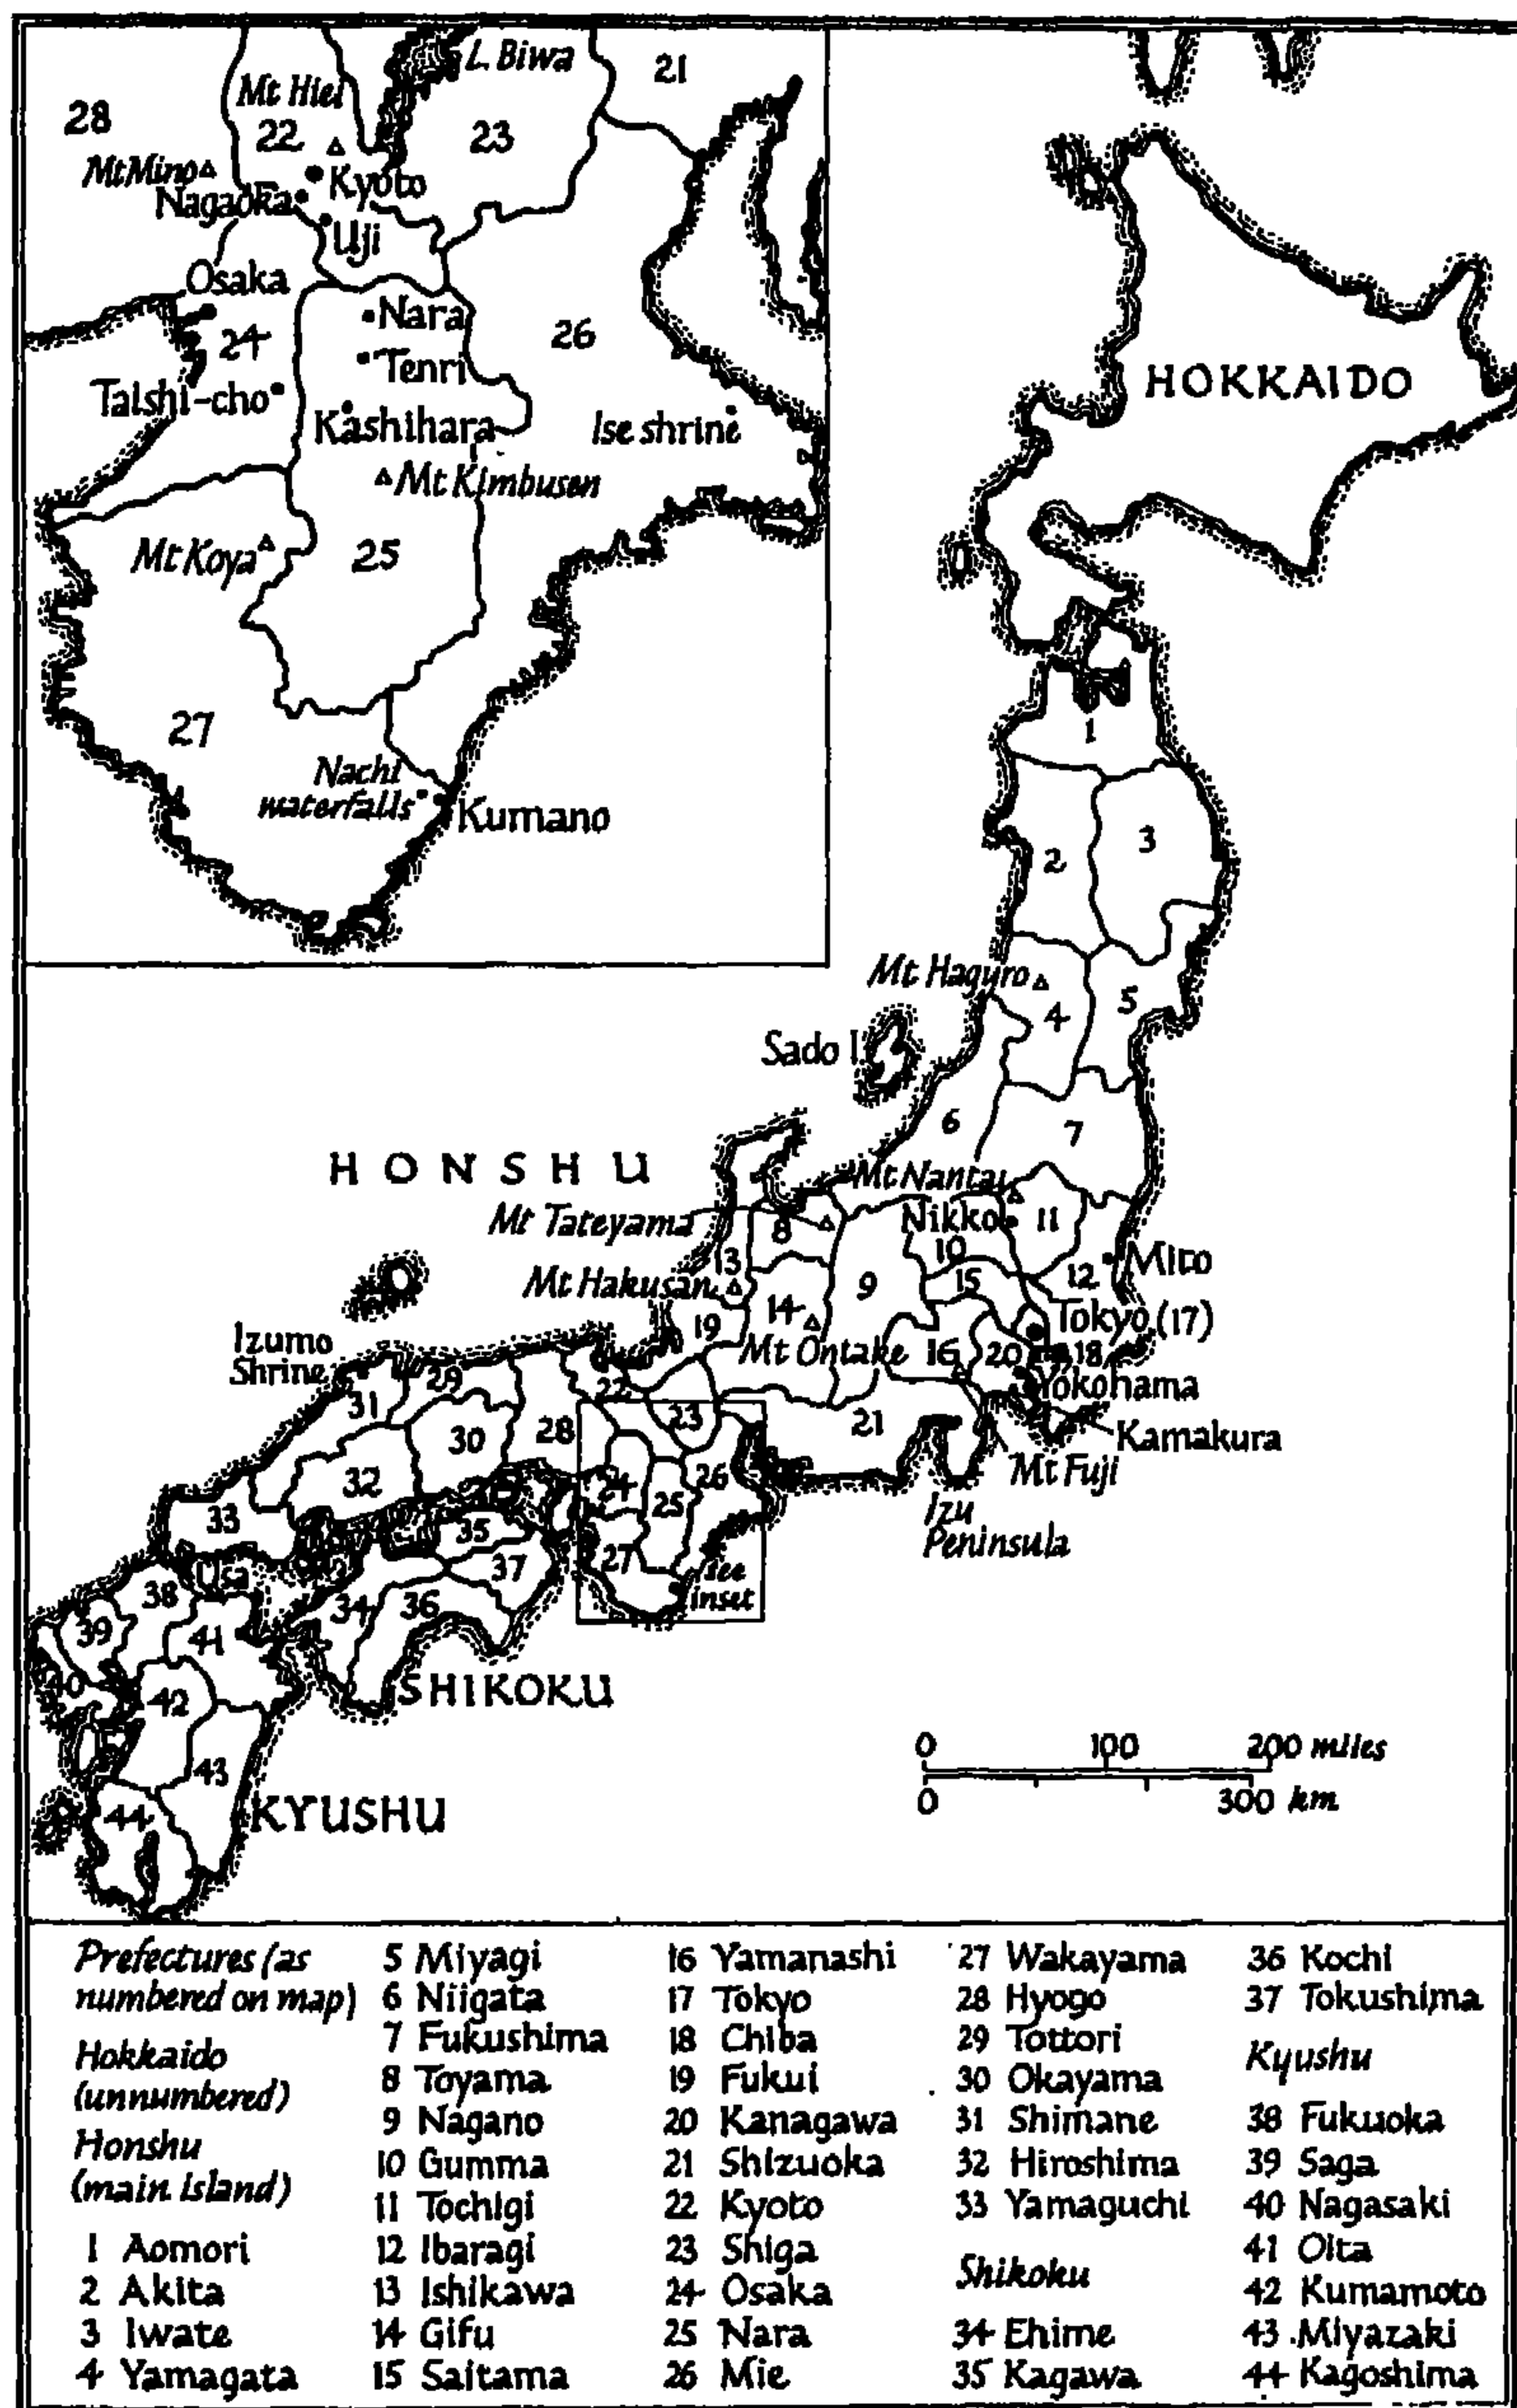 L. Biwa
21
Mt Hiei
28
22
23
Mt Mino
Kyoto
Nagaoka
Uji
Osaka
Nara
24
26
Tenri
Taishi-cho
Kashihara
Ise shrine
Mt Kimbusen
Mt Koya
25
27
Nachi
waterfalls
Kumano
HOKKAIDO
1
2
3
Mt Haguro
4
5
Sado I.
6
7
HONSHU
Mt Nantai
Mt Tateyama
8
Nikko
11
10
Mito
13
12
Mt Hakusan
9
15
14
Tokyo (17)
19
Izumo
Shrine
Mt Ontake
16
20
18
29
22
Yokohama
31
23
21
28
30
Kamakura
32
24
26
Mt Fuji
25
Izu
Peninsula
33
35
27
see
inset
37
Usa
38
34
36
39
41
40
42
SHIKOKU
43
44
KYUSHU
0 100 200 miles
0 300 km
Prefectures (as
numbered on map)
Hokkaido
(unnumbered)
Honshu
(main island)
1 Aomori
2 Akita
3 Iwate
4 Yamagata
5 Miyagi
6 Niigata
7 Fukushima
8 Toyama
9 Nagano
10 Gumma
11 Tochigi
12 Ibaragi
13 Ishikawa
14 Gifu
15 Saitama
16 Yamanashi
17 Tokyo
18 Chiba
19 Fukui
20 Kanagawa
21 Shizuoka
22 Kyoto
23 Shiga
24 Osaka
25 Nara
26 Mie
27 Wakayama
28 Hyogo
29 Tottori
30 Okayama
31 Shimane
32 Hiroshima
33 Yamaguchi
Shikoku
34 Ehime
35 Kagawa
36 Kochi
37 Tokushima
Kyushu
38 Fukuoka
39 Saga
40 Nagasaki
41 Oita
42 Kumamoto
43 Miyazaki
44 Kagoshima